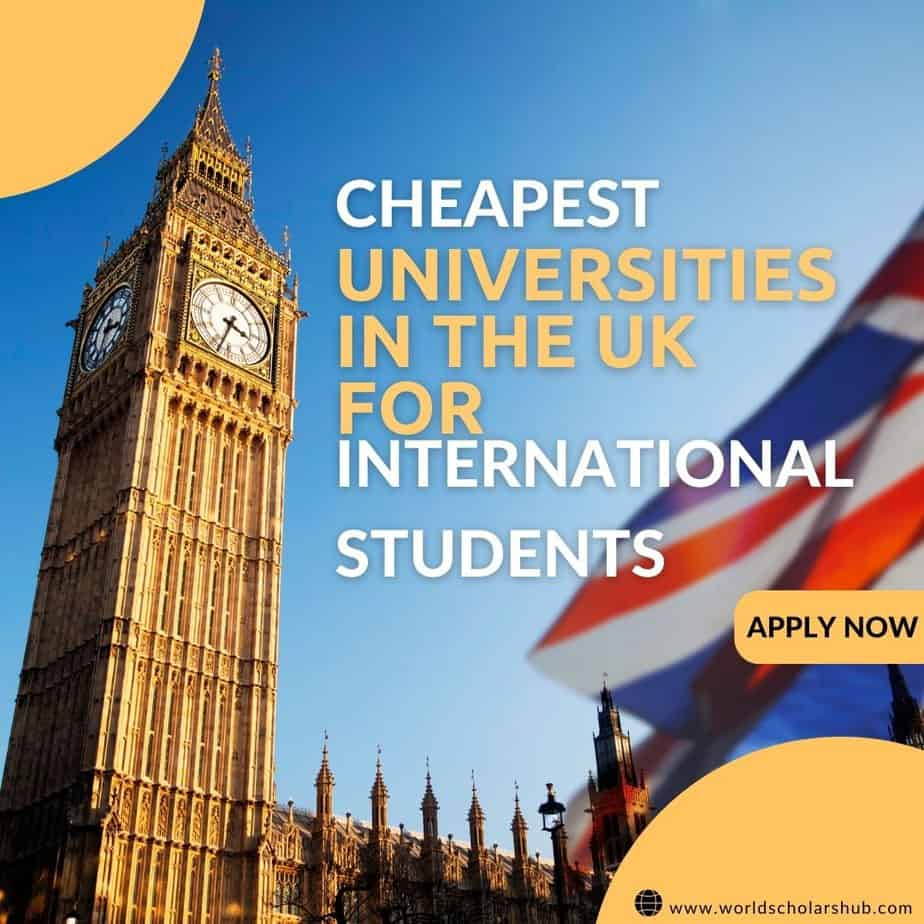 CHEAPEST
UNIVERSITIES
IN THE UK
FOR
INTERNATIONAL
STUDENTS
APPLY NOW
www.worldscholarshub.com